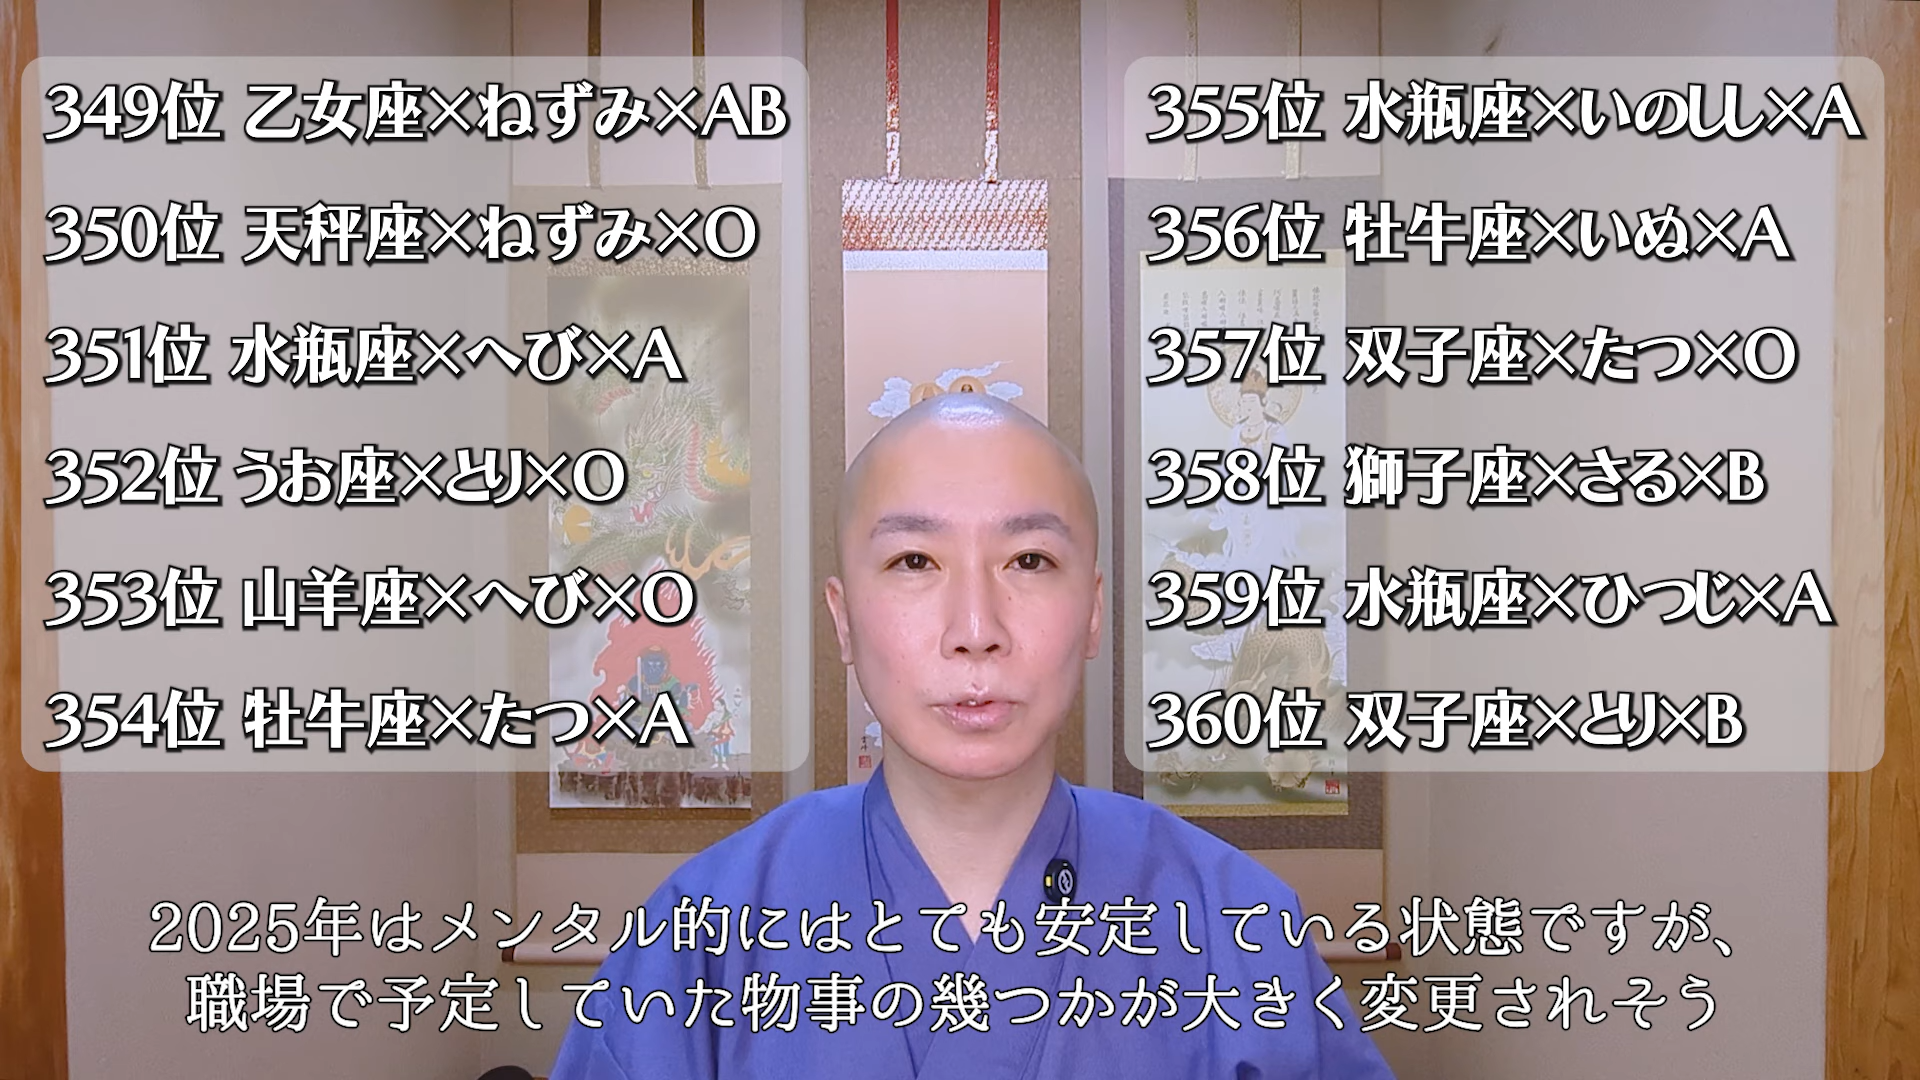 349位 乙女座×ねずみ×AB
350位 天秤座×ねずみ×O
351位 水瓶座×へび×A
352位 うお座×とり×O
353位 山羊座×へび×O
354位 牡牛座×たつ×A
355位 水瓶座×いのしし×A
356位 牡牛座×いぬ×A
357位 双子座×たつ×O
358位 獅子座×さる×B
359位 水瓶座×ひつじ×A
360位 双子座×とり×B
2025年はメンタル的にはとても安定している状態ですが、
職場で予定していた物事の幾つかが大きく変更されそう